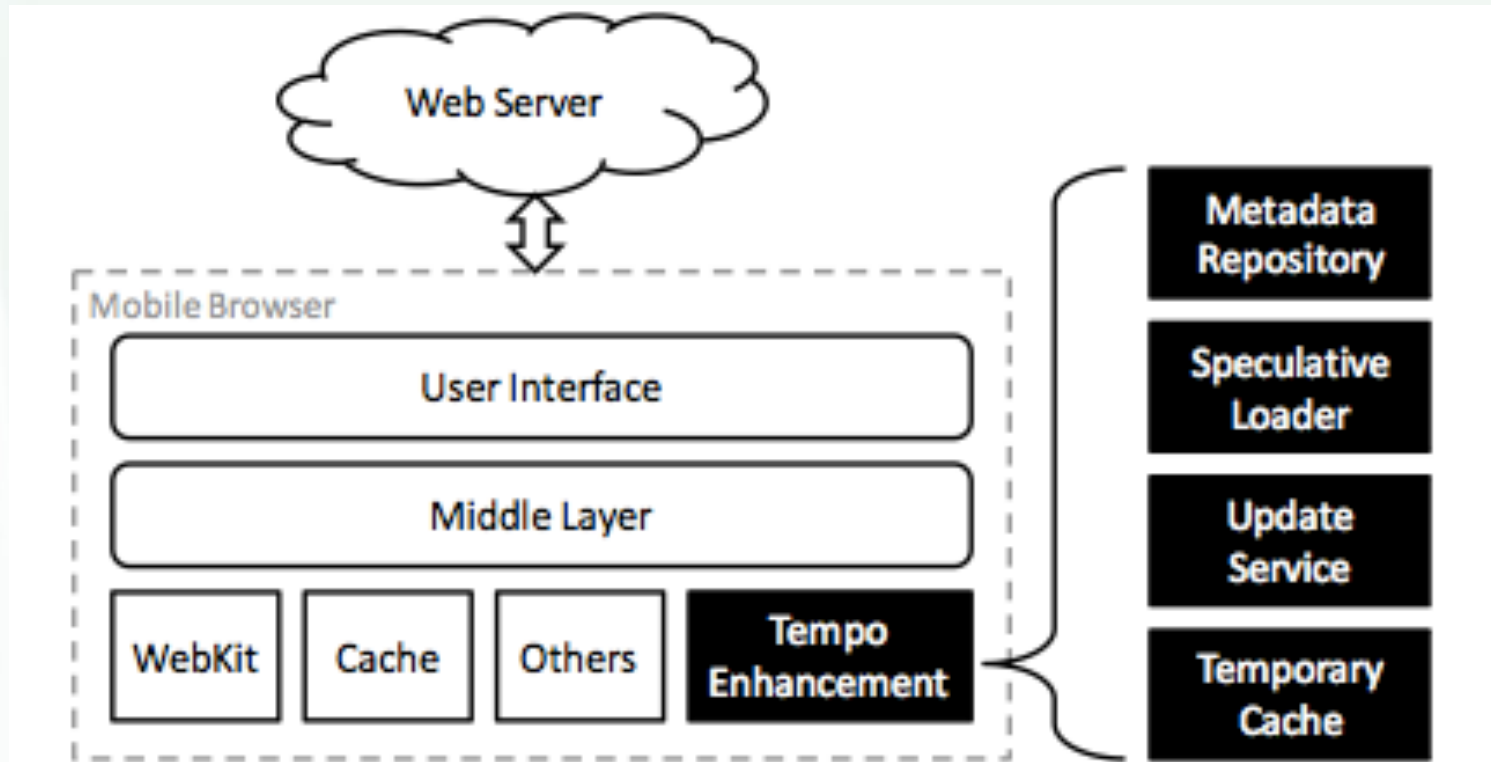 Web Server
Mobile Browser
User Interface
Middle Layer
WebKit
Cache
Others
Tempo
Enhancement
Metadata
Repository
Speculative
Loader
Update
Service
Temporary
Cache